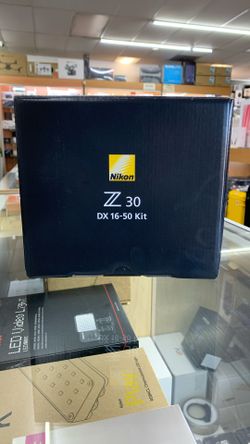 Nikon
Z 30
DX 16-50 Kit
LED Video Light